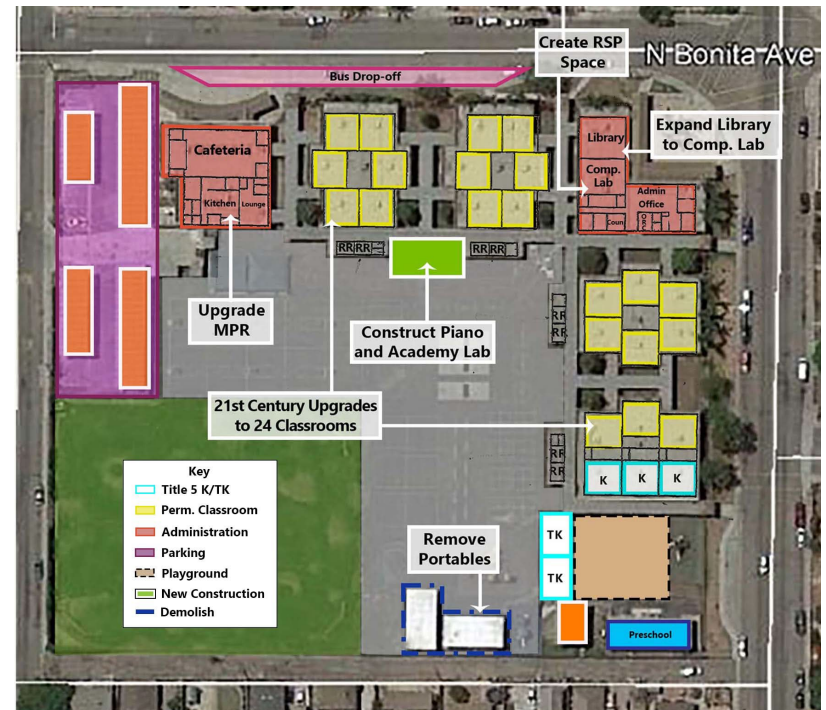 Create RSP
Space
N Bonita Ave
Bus Drop-off
Expand Library
to Comp. Lab
Library
Cafeteria
Comp.
Lab
Admin
Office
Kitchen
Lounge
Coun
RR RR
RR RR
Upgrade
MPR
Construct Piano
and Academy Lab
RR
RR
21st Century Upgrades
to 24 Classrooms
RR
RR
K
K
K
Key
Title 5 K/TK
Perm. Classroom
Administration
Parking
Playground
New Construction
Demolish
Remove
Portables
TK
TK
Preschool